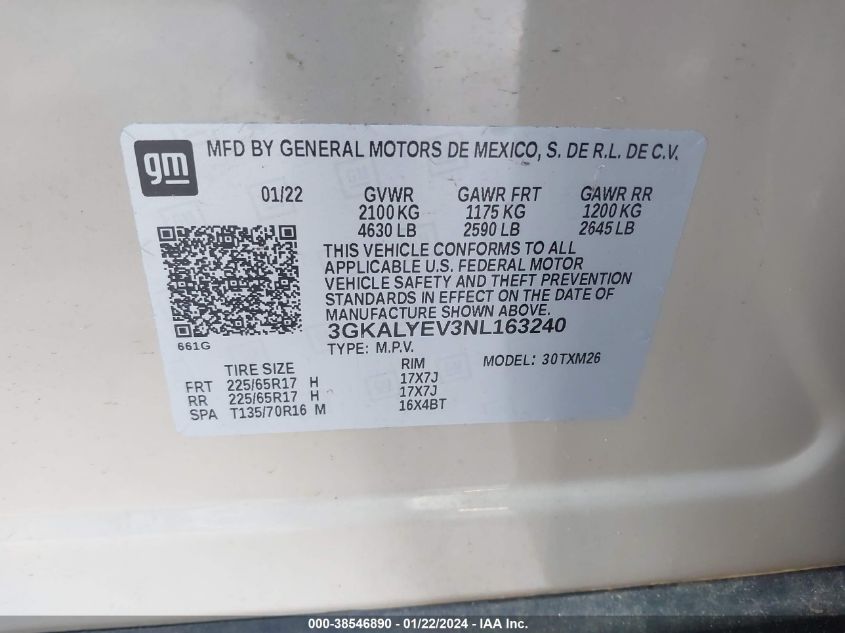 gm
MFD BY GENERAL MOTORS DE MEXICO, S. DE R.L. DE C.V.
01/22 GVWR GAWR FRT GAWR RR
2100 KG 1175 KG 1200 KG
4630 LB 2590 LB 2645 LB
THIS VEHICLE CONFORMS TO ALL
APPLICABLE U.S. FEDERAL MOTOR
VEHICLE SAFETY AND THEFT PREVENTION
STANDARDS IN EFFECT ON THE DATE OF
MANUFACTURE SHOWN ABOVE.
3GKALYEV3NL163240
661G
TYPE: M.P.V. MODEL: 30TXM26
TIRE SIZE RIM
FRT 225/65R17 H 17X7J
RR 225/65R17 H 17X7J
SPA T135/70R16 M 16X4BT
000-38546890 - 01/22/2024 - IAA Inc.